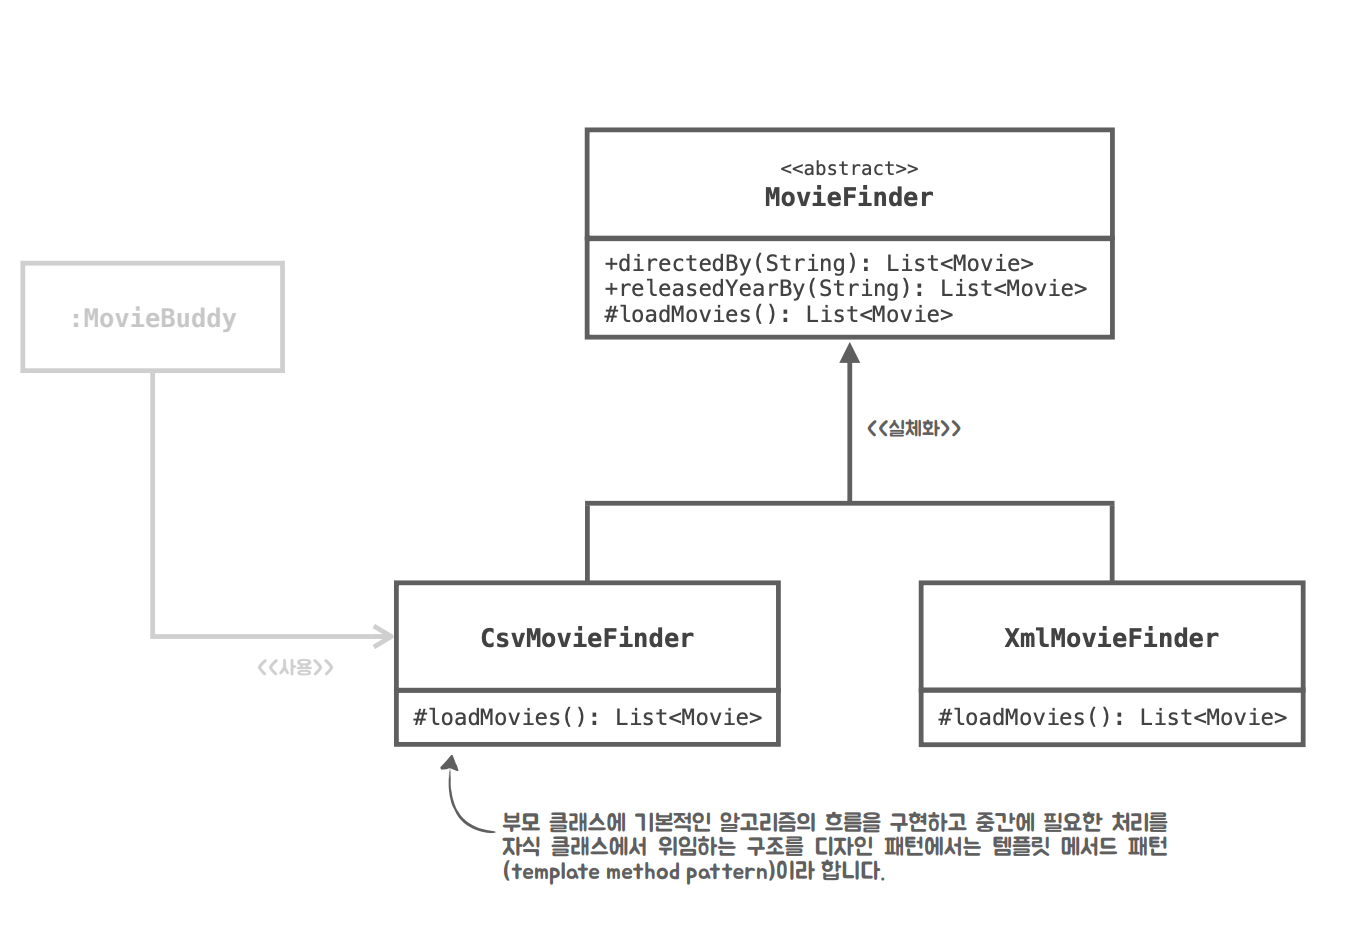 <<abstract>>
MovieFinder
+directedBy(String): List<Movie>
+releasedYearBy(String): List<Movie>
#loadMovies(): List<Movie>
:MovieBuddy
<<실체화>>
<<사용>>
CsvMovieFinder
#loadMovies(): List<Movie>
XmlMovieFinder
#loadMovies(): List<Movie>
부모 클래스에 기본적인 알고리즘의 흐름을 구현하고 중간에 필요한 처리를
자식 클래스에서 위임하는 구조를 디자인 패턴에서는 템플릿 메서드 패턴
(template method pattern)이라 합니다.